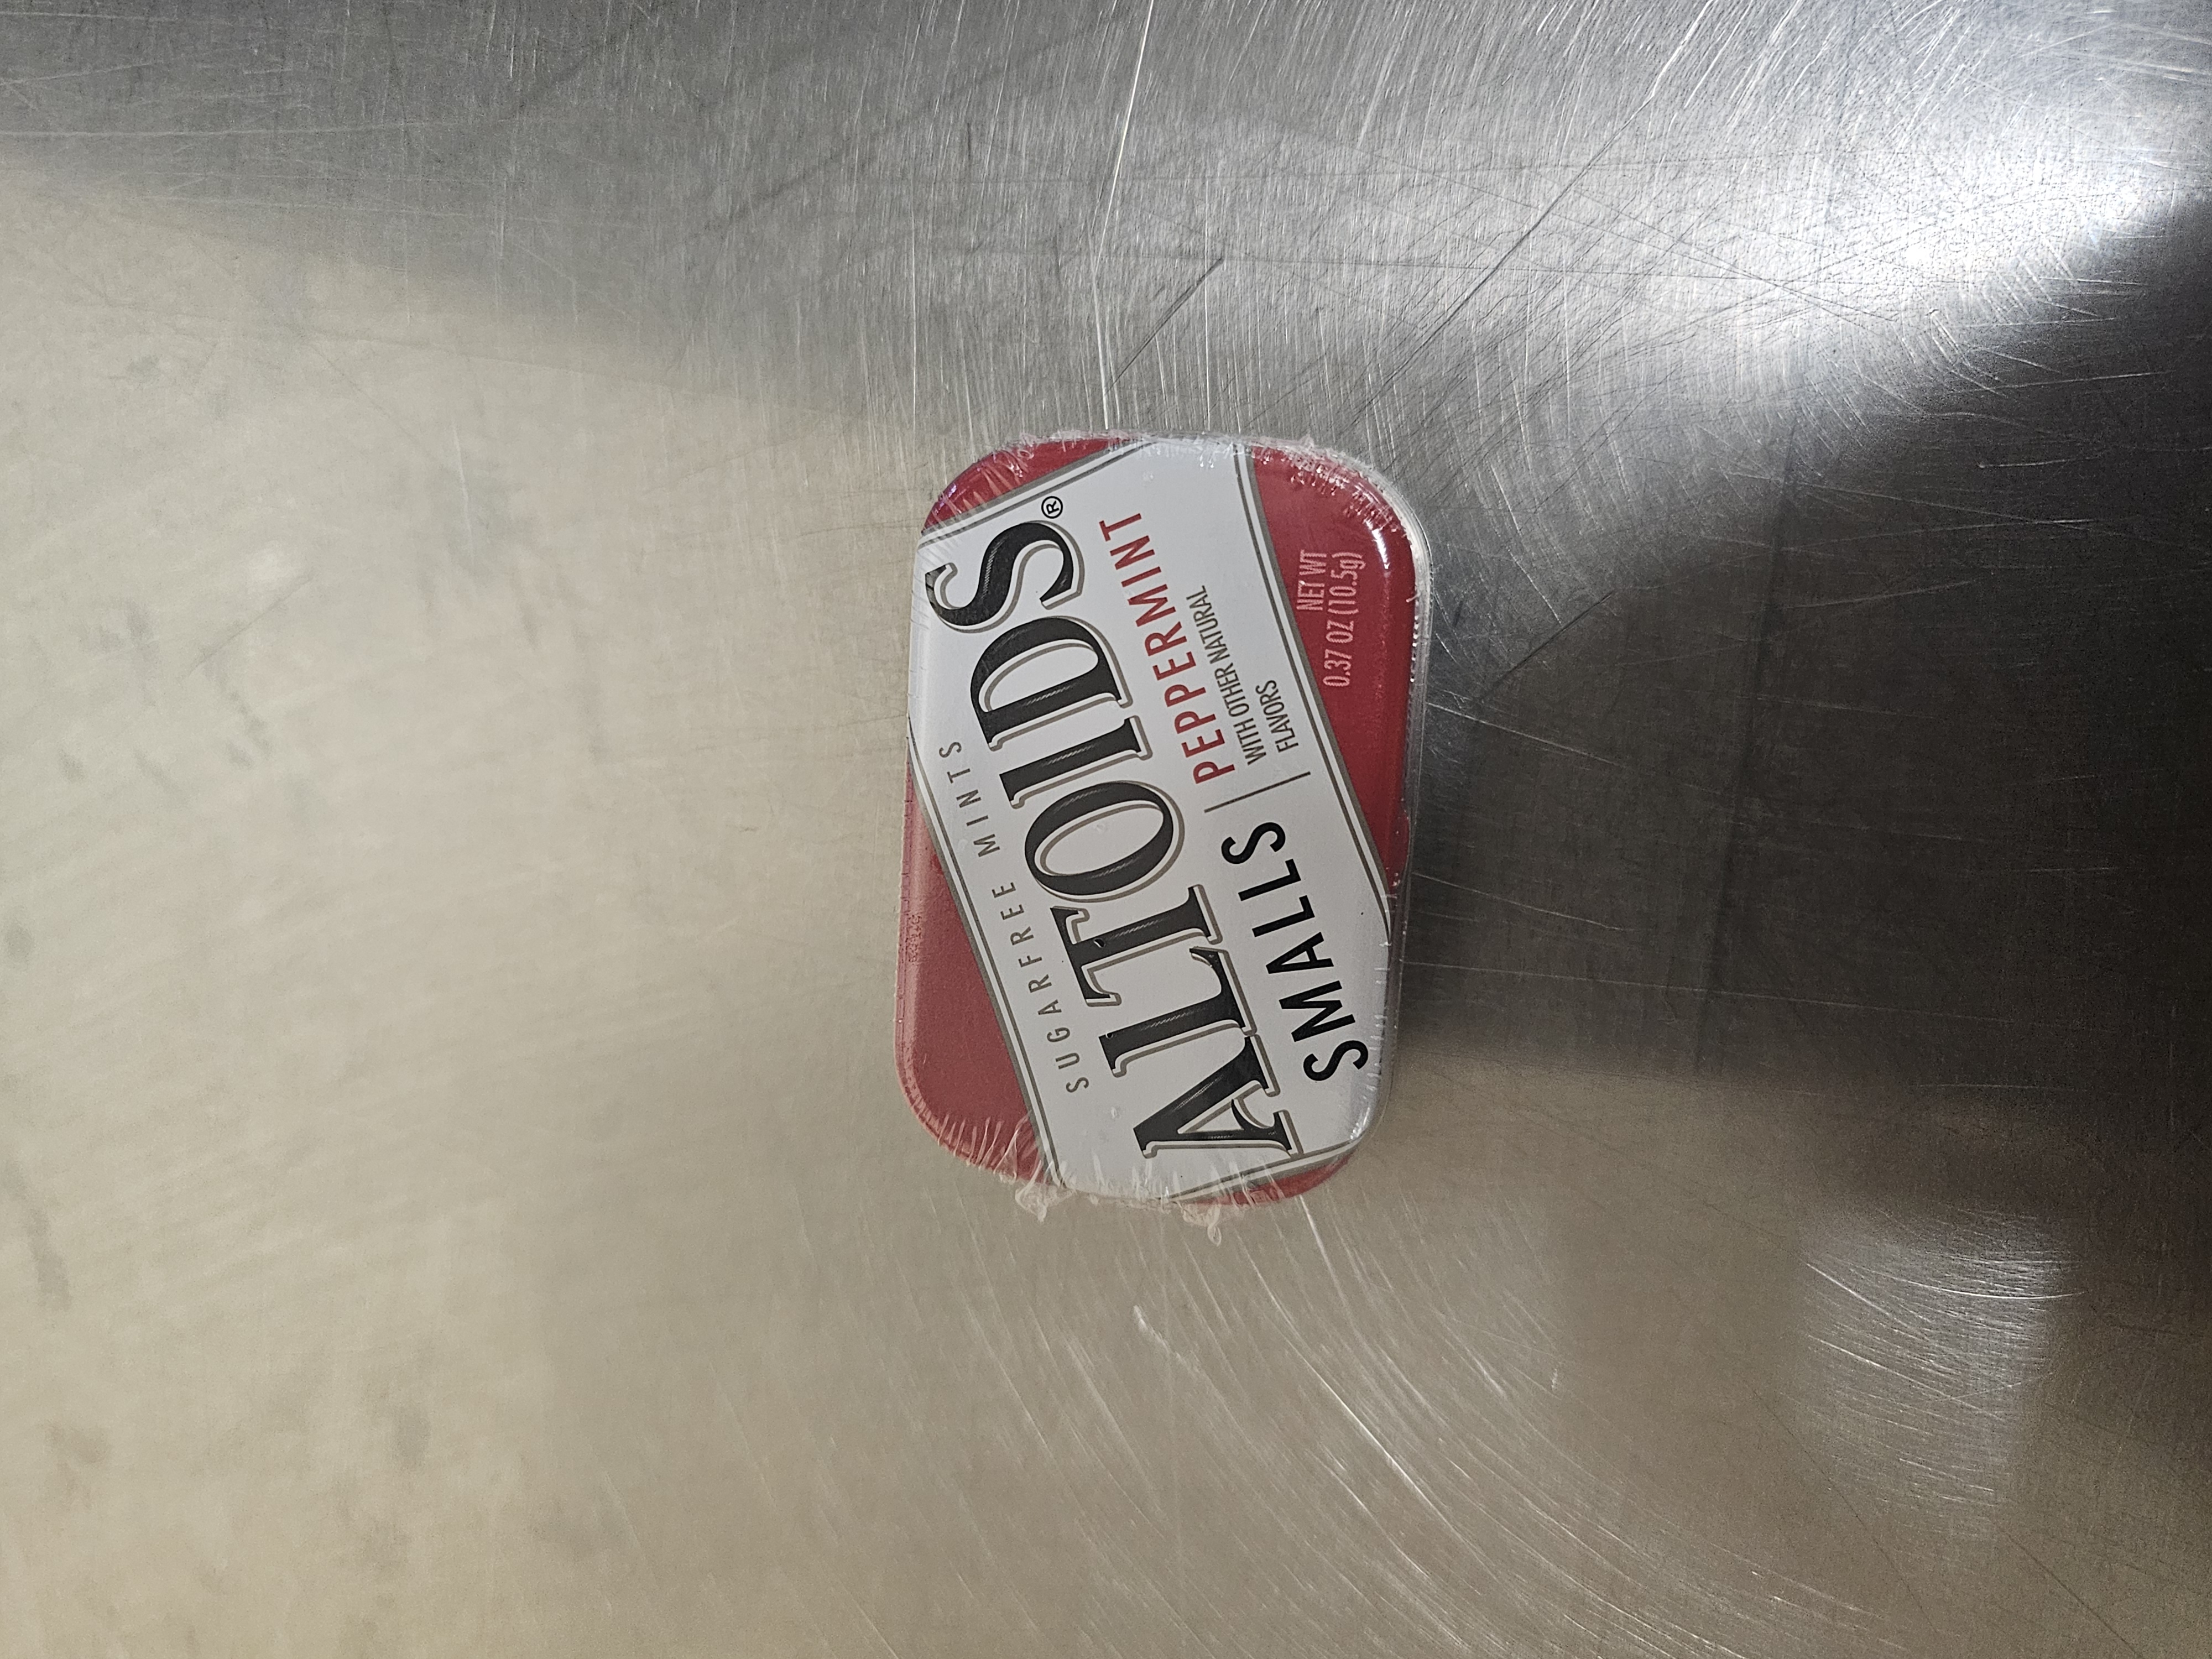 SUGARFREE MINTS
ALTOIDS®
SMALLS | PEPPERMINT
WITH OTHER NATURAL
FLAVORS
NET WT
0.37 OZ (10.5g)